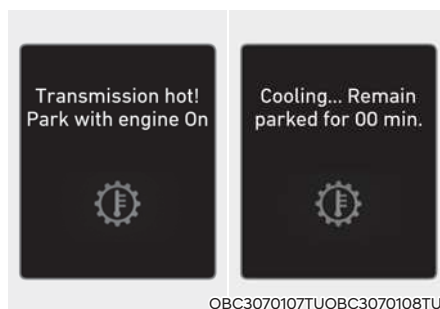 Transmission hot!
Park with engine On
Cooling... Remain
parked for 00 min.
OBC3070107TUOBC3070108TU